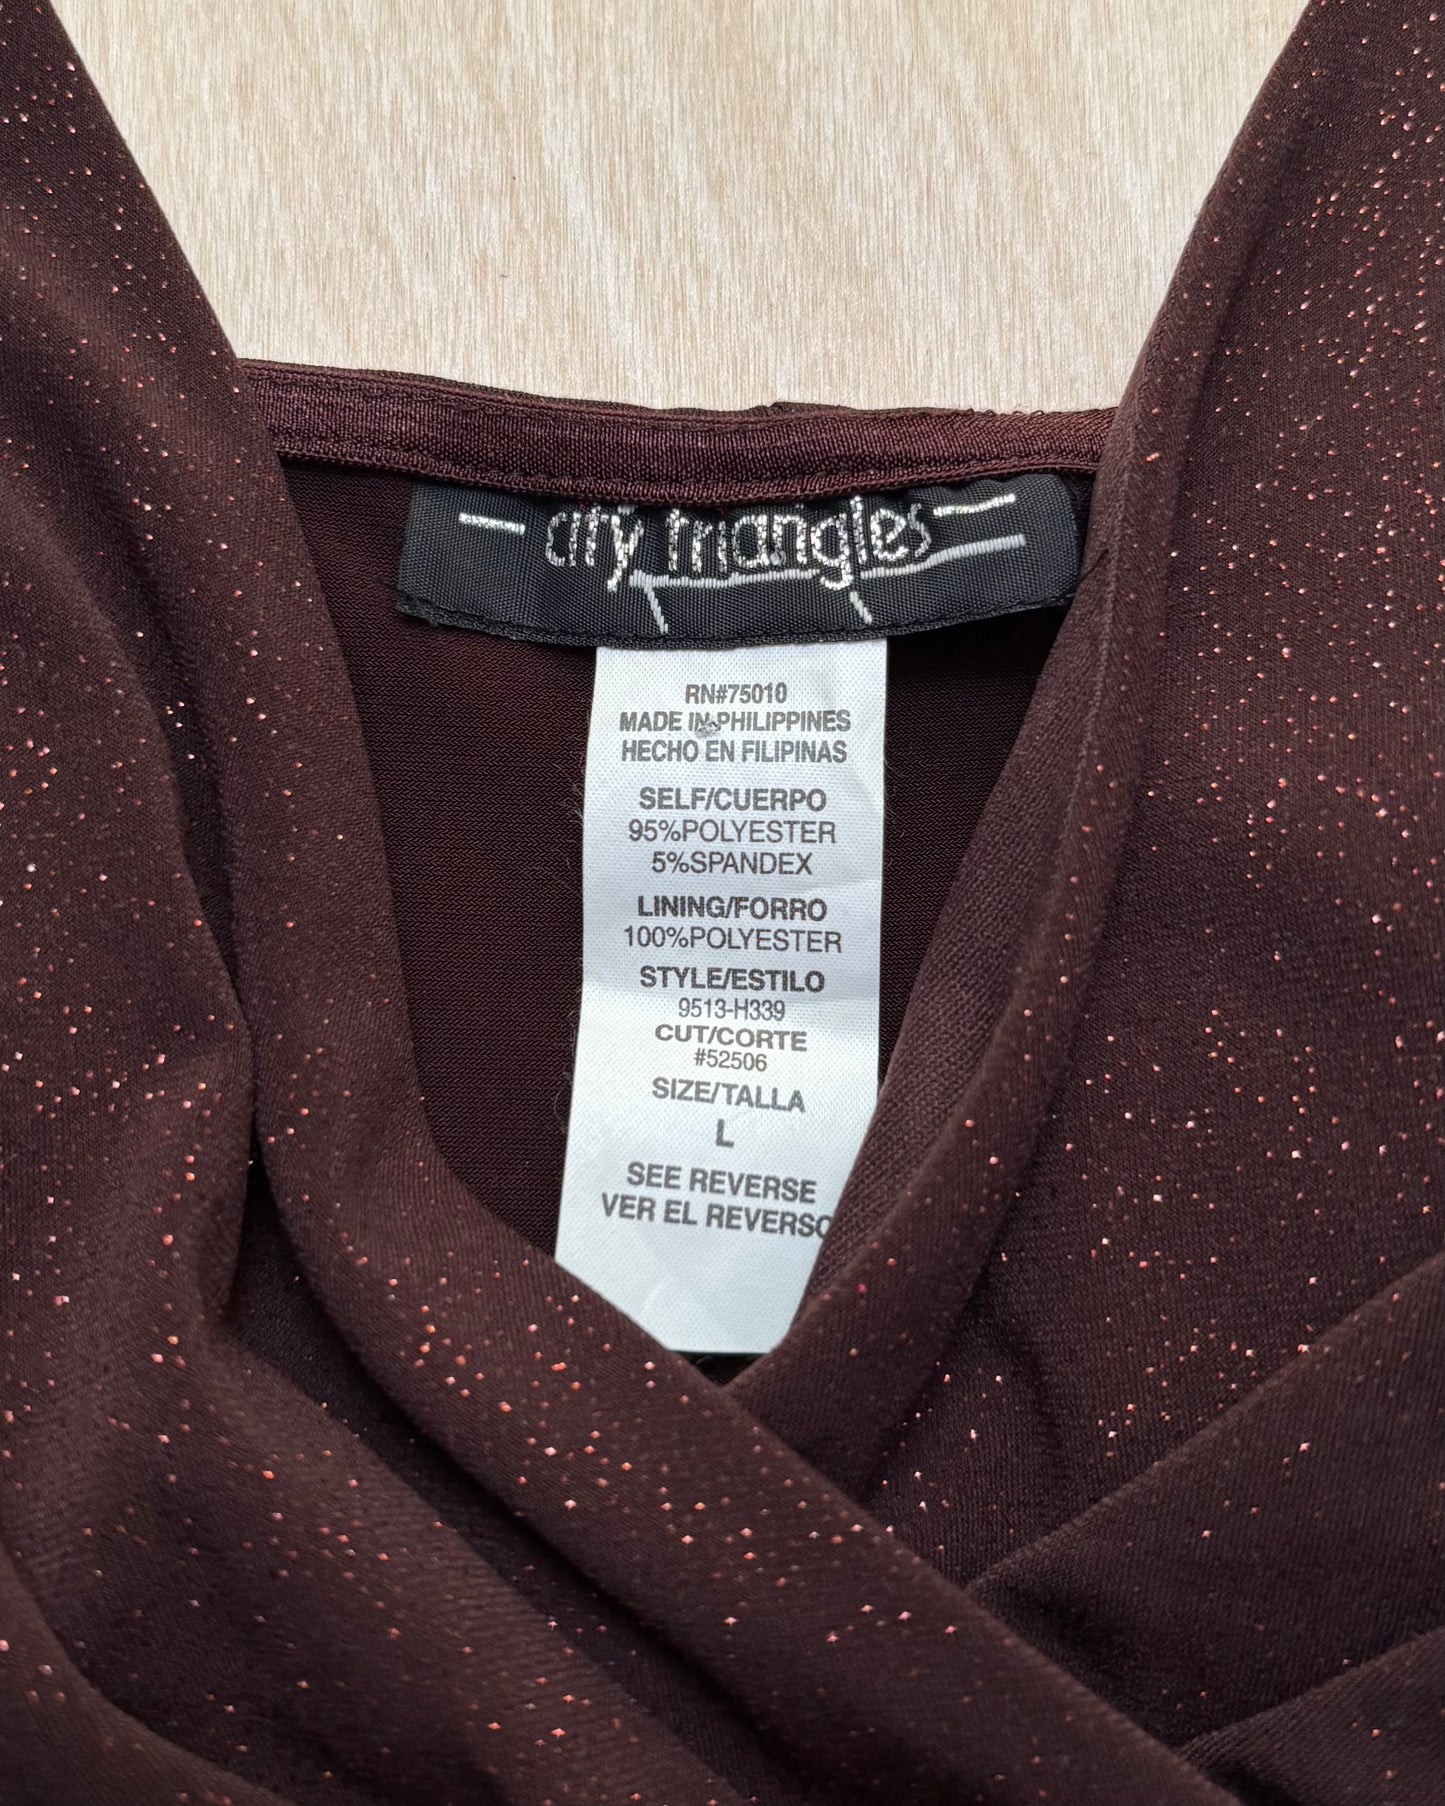 city triangles
RN#75010
MADE IN PHILIPPINES
HECHO EN FILIPINAS
SELF/CUERPO
95%POLYESTER
5%SPANDEX
LINING/FORRO
100%POLYESTER
STYLE/ESTILO
9513-H339
CUT/CORTE
#52506
SIZE/TALLA
L
SEE REVERSE
VER EL REVERSO